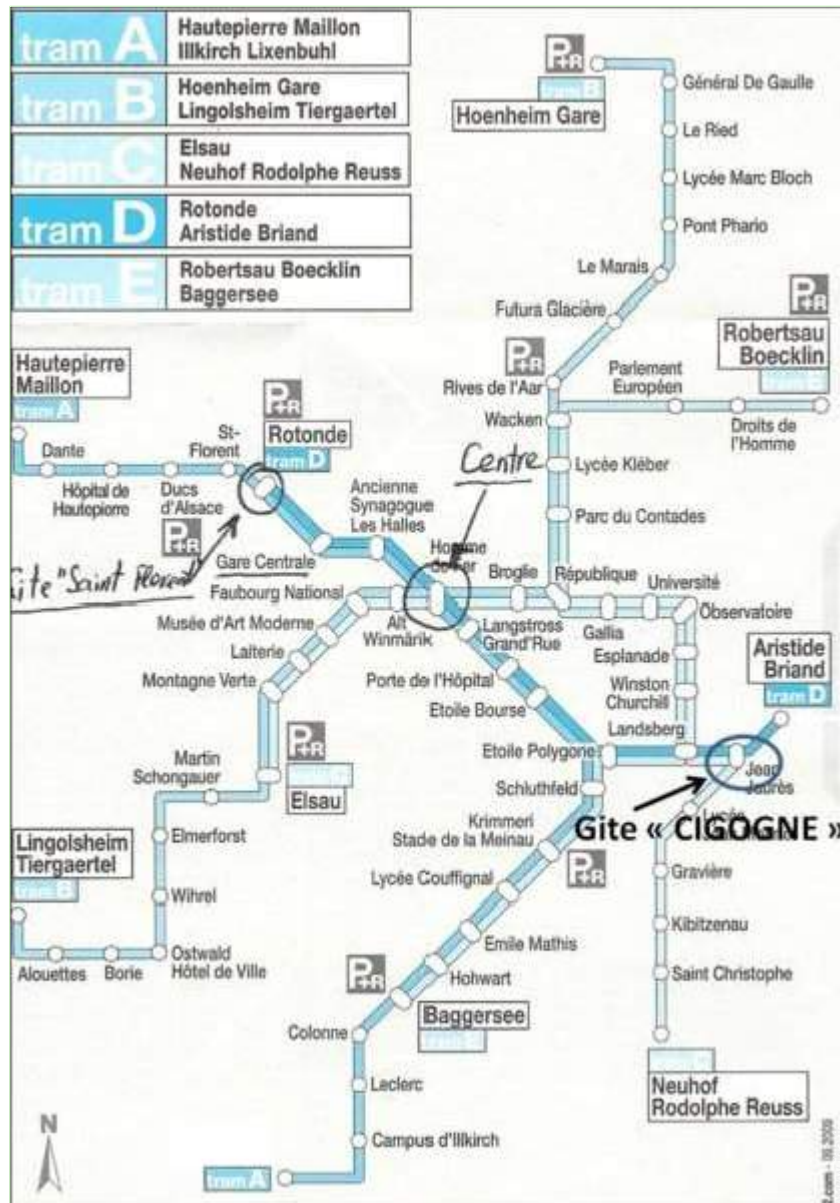 tram A
Hautepierre Maillon
Illkirch Lixenbuhl
tram B
Hoenheim Gare
Lingolsheim Tiergaertel
tram C
Elsau
Neuhof Rodolphe Reuss
tram D
Rotonde
Aristide Briand
tram E
Robertsau Boecklin
Baggersee
P+R
tram B
Hoenheim Gare
Général De Gaulle
Le Ried
Lycée Marc Bloch
Pont Phario
Le Marais
Futura Glacière
P+R
Rives de l'Aar
P+R
Robertsau
Boecklin
tram E
Parlement
Européen
Droits de
l'Homme
Wacken
Lycée Kléber
Parc du Contades
Hautepierre
Maillon
tram A
Dante
Hôpital de
Hautepierre
Ducs
d'Alsace
P+R
St-
Florent
P+R
Rotonde
tram D
Centre
Gite "Saint Florent"
Ancienne
Synagogue
Les Halles
Gare Centrale
Homme
de Fer
Faubourg National
Musée d'Art Moderne
Laiterie
Montagne Verte
Alt
Winmärik
Broglie
République
Université
Observatoire
Gallia
Esplanade
Winston
Churchill
Landsberg
Langstross
Grand'Rue
Porte de l'Hôpital
Etoile Bourse
Etoile Polygone
Schluthfeld
Aristide
Briand
tram D
Jean
Jaurès
Gite « CIGOGNE »
Lycée
Gravière
Kibitzenau
Saint Christophe
Neuhof
Rodolphe Reuss
P+R
Elsau
Martin
Schongauer
Elmerforst
Wihrel
Ostwald
Hôtel de Ville
Borie
Alouettes
Lingolsheim
Tiergaertel
tram B
Krimmeri
Stade de la Meinau
P+R
Lycée Couffignal
Emile Mathis
Hohwart
P+R
Baggersee
Colonne
Leclerc
Campus d'Illkirch
tram A
N
09.2009